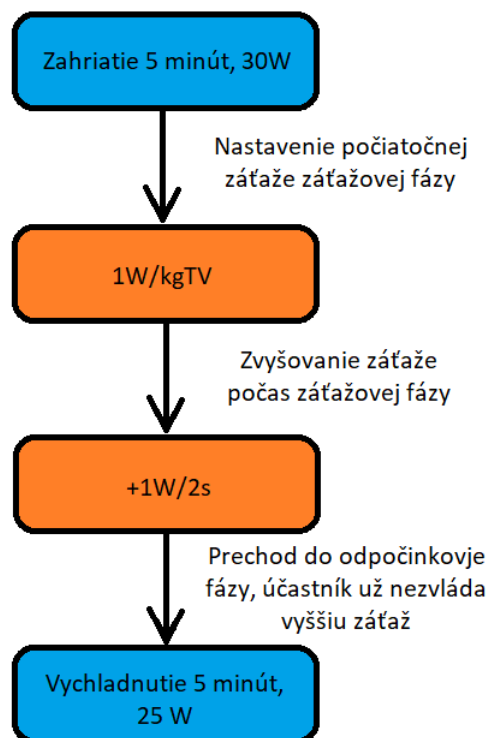 Zahriatie 5 minút, 30W
Nastavenie počiatočnej
záťaže záťažovej fázy
1W/kgTV
Zvyšovanie záťaže
počas záťažovej fázy
+1W/2s
Prechod do odpočinkovje
fázy, účastník už nezvláda
vyššiu záťaž
Vychladnutie 5 minút,
25 W